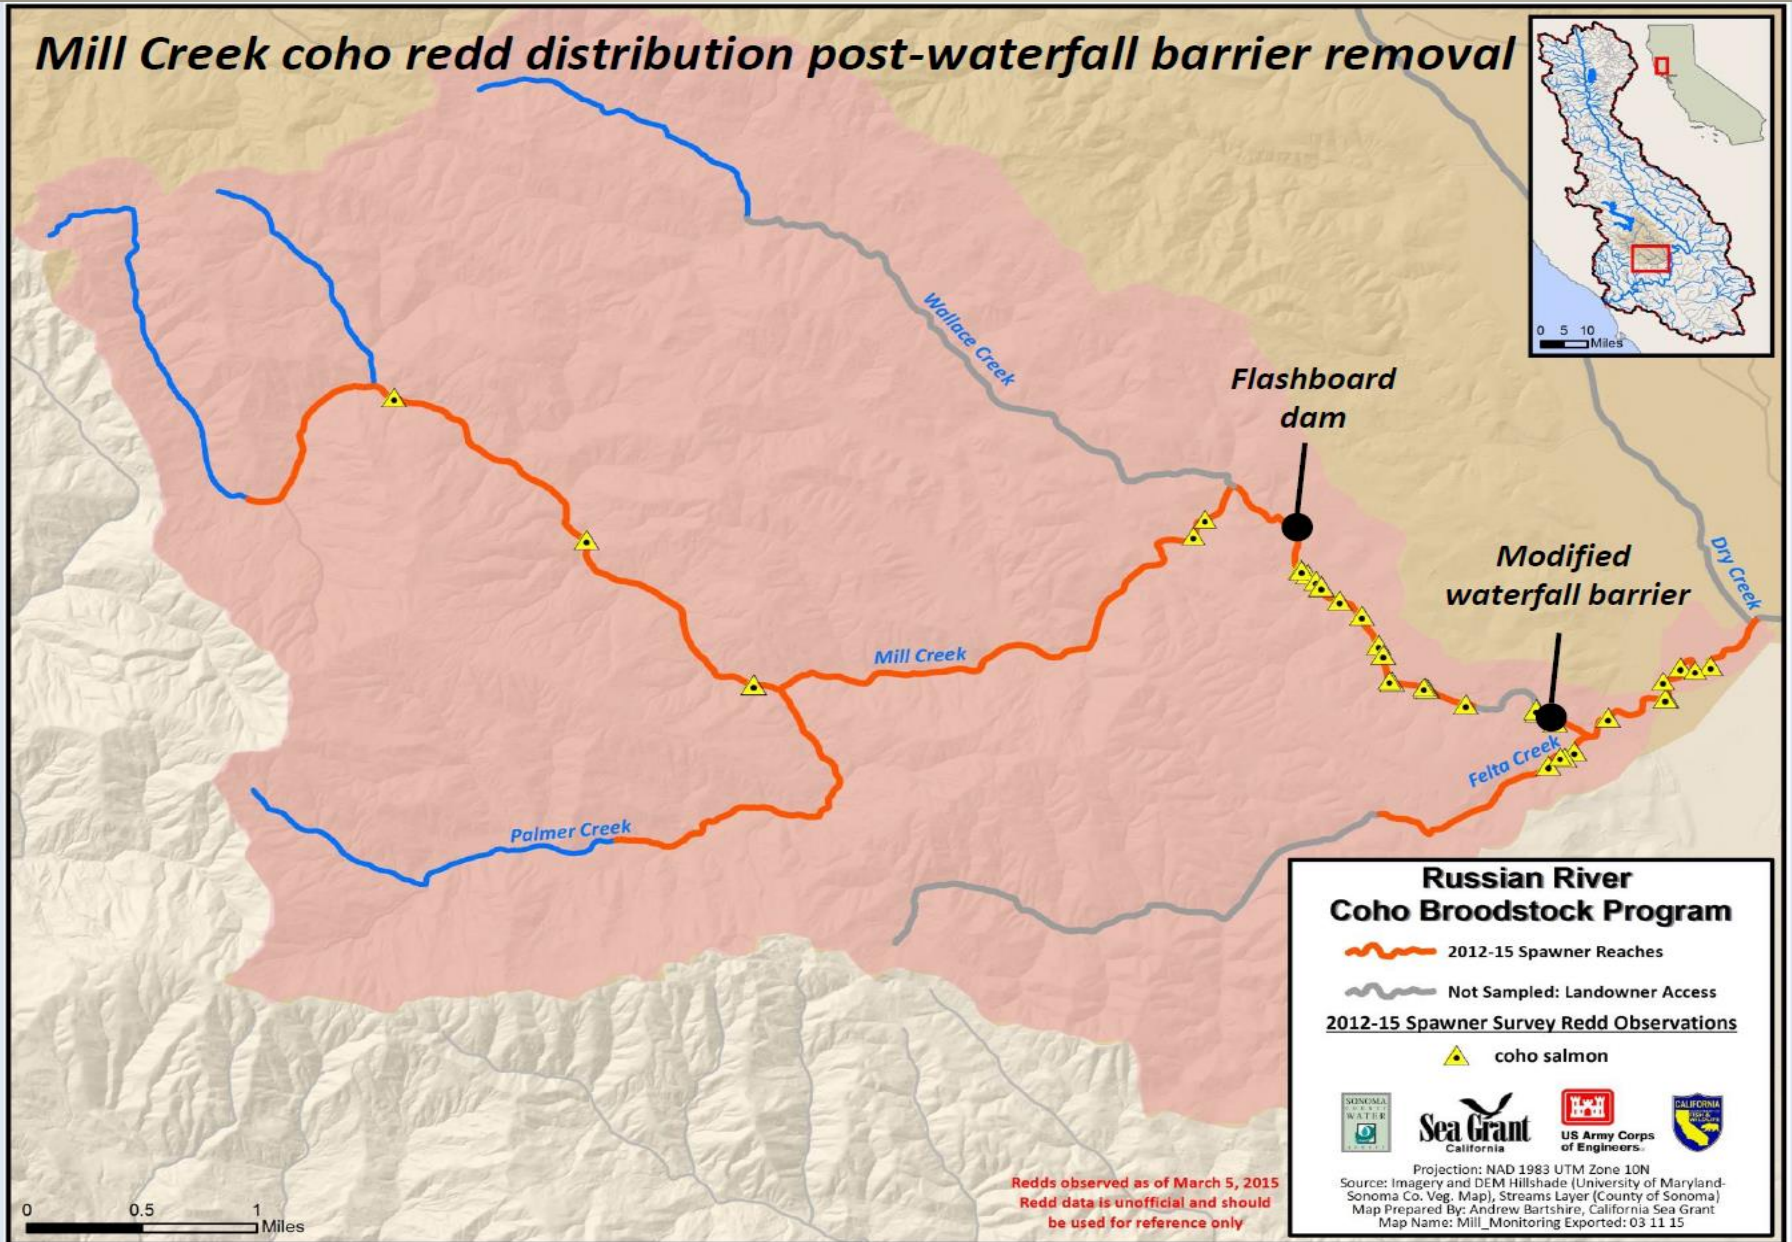 Mill Creek coho redd distribution post-waterfall barrier removal
0 5 10
Miles
Wallace Creek
Flashboard
dam
Modified
waterfall barrier
Dry Creek
Mill Creek
Felta Creek
Palmer Creek
Russian River
Coho Broodstock Program
2012-15 Spawner Reaches
Not Sampled: Landowner Access
2012-15 Spawner Survey Redd Observations
coho salmon
SONOMA
COUNTY
WATER
Sea Grant
California
US Army Corps
of Engineers
CALIFORNIA
Projection: NAD 1983 UTM Zone 10N
Source: Imagery and DEM Hillshade (University of Maryland-
Sonoma Co. Veg. Map), Streams Layer (County of Sonoma)
Map Prepared By: Andrew Bartshire, California Sea Grant
Map Name: Mill_Monitoring Exported: 03 11 15
Redds observed as of March 5, 2015
Redd data is unofficial and should
be used for reference only
0 0.5 1
Miles